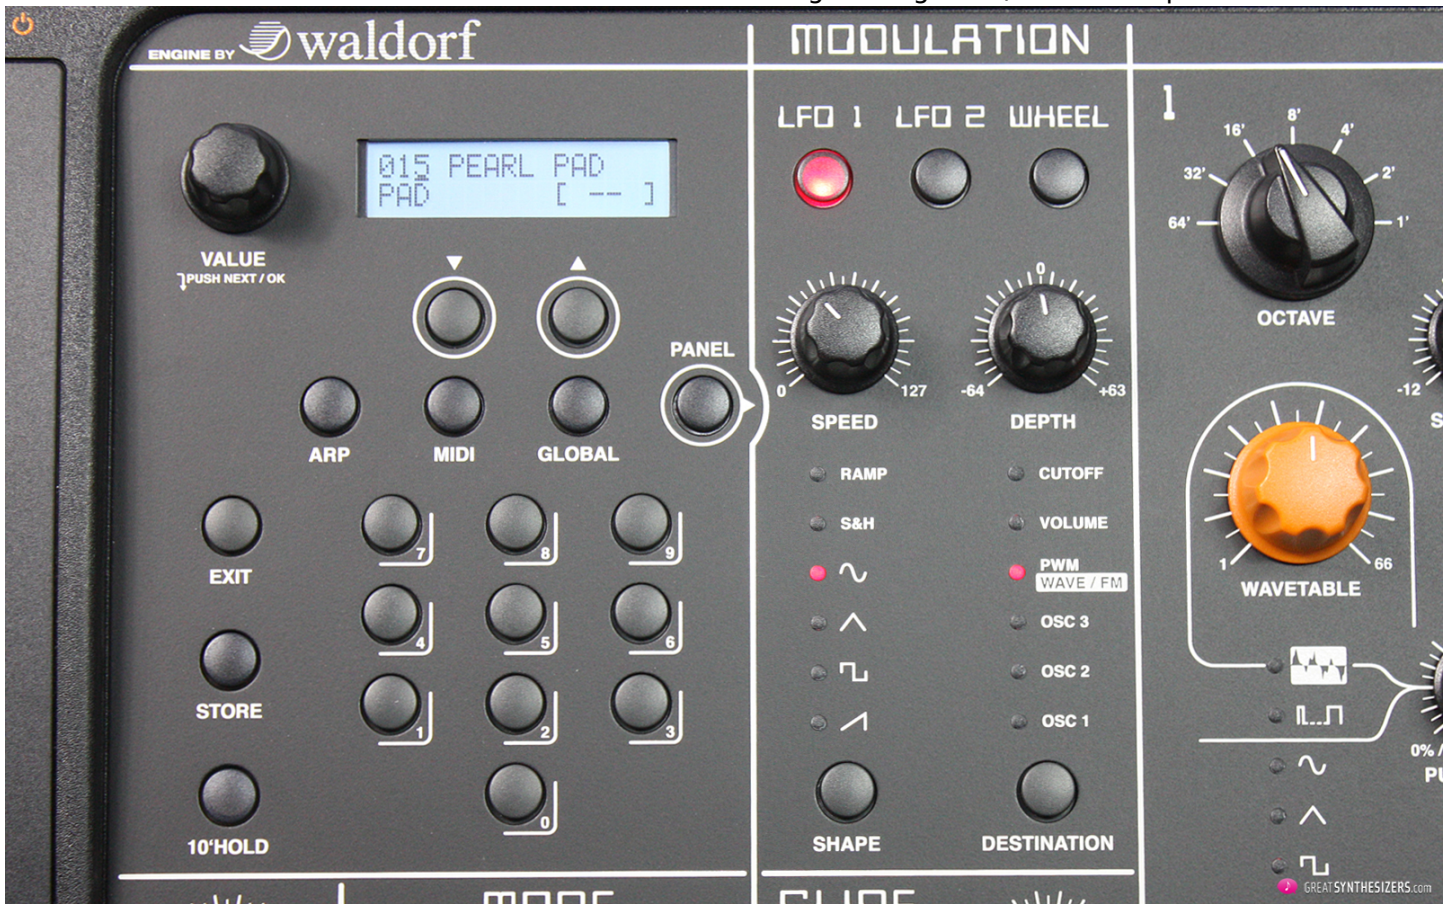 ENGINE BY waldorf
MODULATION
1
LFO 1 LFO 2 WHEEL
015 PEARL PAD
PAD [ -- ]
VALUE
PUSH NEXT / OK
PANEL
ARP MIDI GLOBAL
EXIT
STORE
10'HOLD
7 8 9
4 5 6
1 2 3
0
0 127
SPEED
0
-64 +63
DEPTH
RAMP
S&H
SHAPE
CUTOFF
VOLUME
PWM
WAVE / FM
OSC 3
OSC 2
OSC 1
DESTINATION
64' 32' 16' 8' 4' 2' 1'
OCTAVE
-12
1 66
WAVETABLE
0% /
GREATSYNTHESIZERS.com